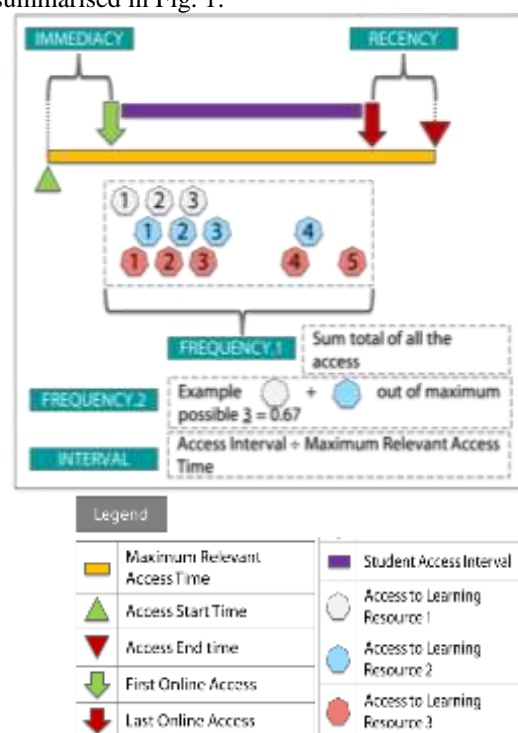 summarised in Fig. 1.
IMMEDIACY
RECENCY
1 2 3
1 2 3 4
1 2 3 4 5
FREQUENCY.1
Sum total of all the
access
FREQUENCY.2
Example + out of maximum
possible 3 = 0.67
INTERVAL
Access Interval ÷ Maximum Relevant Access
Time
Legend
Maximum Relevant
Access Time
Access Start Time
Access End time
First Online Access
Last Online Access
Student Access Interval
Access to Learning
Resource 1
Access to Learning
Resource 2
Access to Learning
Resource 3